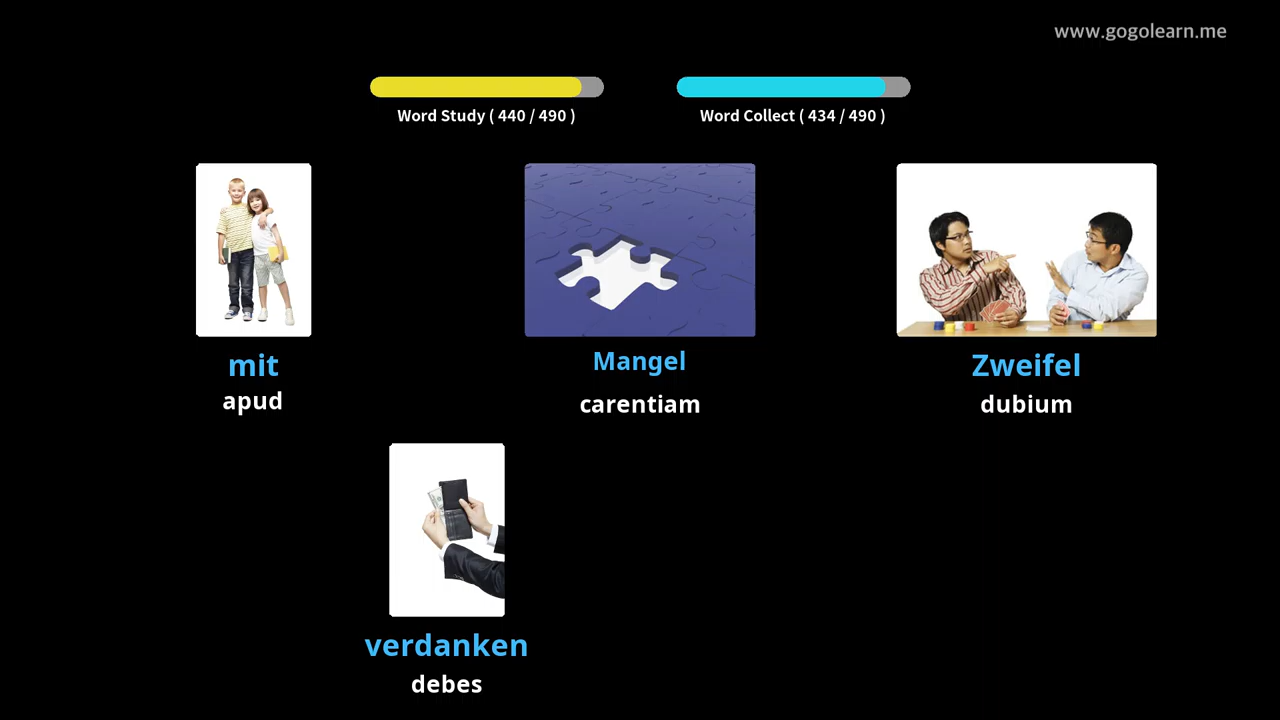 www.gogolearn.me
Word Study ( 440 / 490 )
Word Collect ( 434 / 490 )
mit
apud
Mangel
carentiam
Zweifel
dubium
verdanken
debes